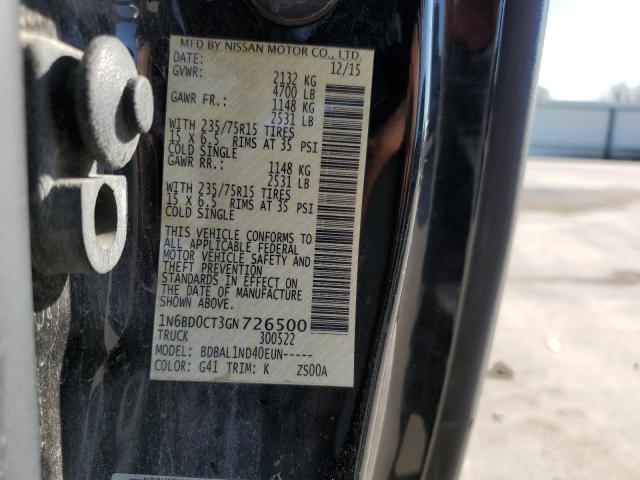 MFD BY NISSAN MOTOR CO., LTD.
DATE: 12/15
GVWR: 2132 KG
4700 LB
GAWR FR.: 1148 KG
2531 LB
WITH 235/75R15 TIRES
15 X 6.5 RIMS AT 35 PSI
COLD SINGLE
GAWR RR.: 1148 KG
2531 LB
WITH 235/75R15 TIRES
15 X 6.5 RIMS AT 35 PSI
COLD SINGLE
THIS VEHICLE CONFORMS TO
ALL APPLICABLE FEDERAL
MOTOR VEHICLE SAFETY AND
THEFT PREVENTION
STANDARDS IN EFFECT ON
THE DATE OF MANUFACTURE
SHOWN ABOVE.
1N6BD0CT3GN726500
TRUCK 300522
MODEL: BDBAL1ND40EUN-----
COLOR: G41 TRIM: K ZS00A